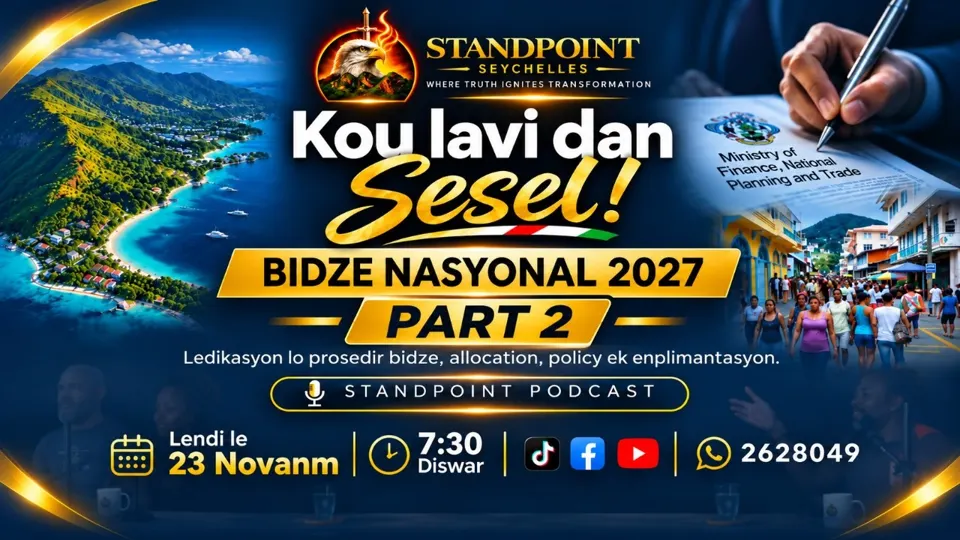 STANDPOINT
SEYCHELLES
WHERE TRUTH IGNITES TRANSFORMATION
Kou lavi dan
Sesel!
Ministry of
Finance, National
Planning and Trade
BIDZE NASYONAL 2027
PART 2
Ledikasyon lo prosedir bidze, allocation, policy ek enplimantasyon.
STANDPOINT PODCAST
Lendi le
23 Novanm
7:30
Diswar
2628049